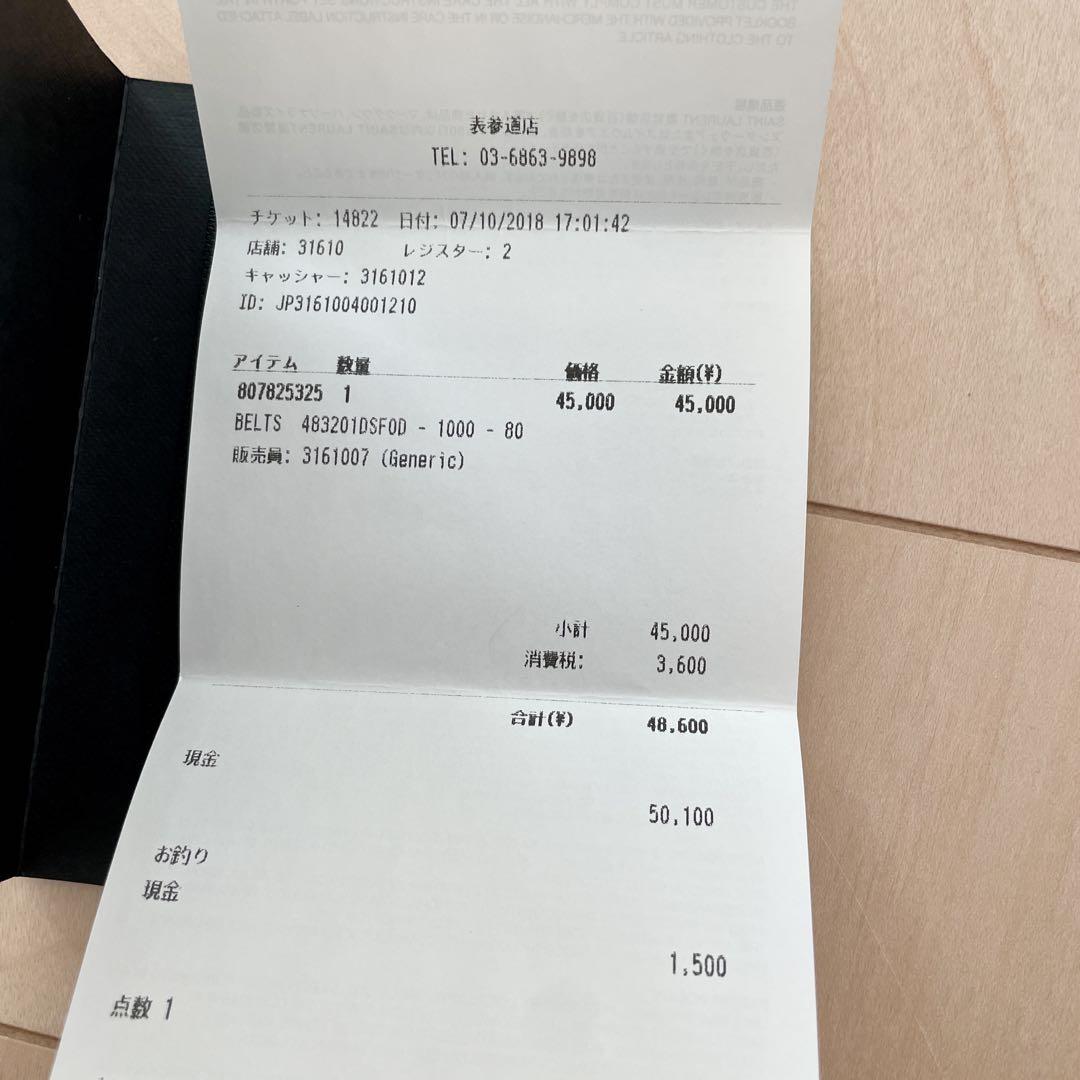 表参道店
TEL: 03-6863-9898
チケット: 14822 日付: 07/10/2018 17:01:42
店舗: 31610 レジスター: 2
キャッシャー: 3161012
ID: JP3161004001210
アイテム 数量 価格 金額(¥)
807825325 1 45,000 45,000
BELTS 483201DSF0D - 1000 - 80
販売員: 3161007 (Generic)
小計 45,000
消費税: 3,600
合計(¥) 48,600
現金
50,100
お釣り
現金
1,500
点数 1